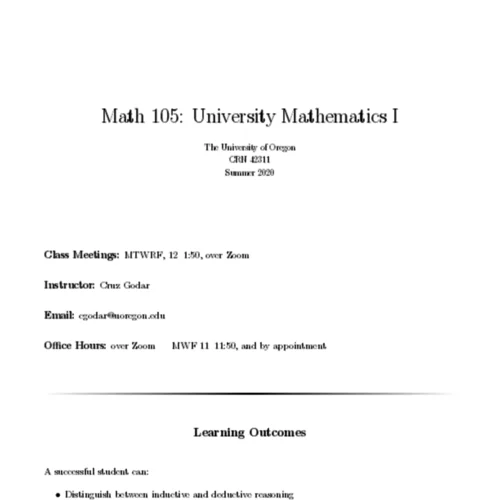 Math 105: University Mathematics I
The University of Oregon
CRN 42311
Summer 2020
Class Meetings: MTWRF, 12–1:50, over Zoom
Instructor: Cruz Godar
Email: cgodar@uoregon.edu
Office Hours: over Zoom — MWF 11–11:50, and by appointment
Learning Outcomes
A successful student can:
• Distinguish between inductive and deductive reasoning